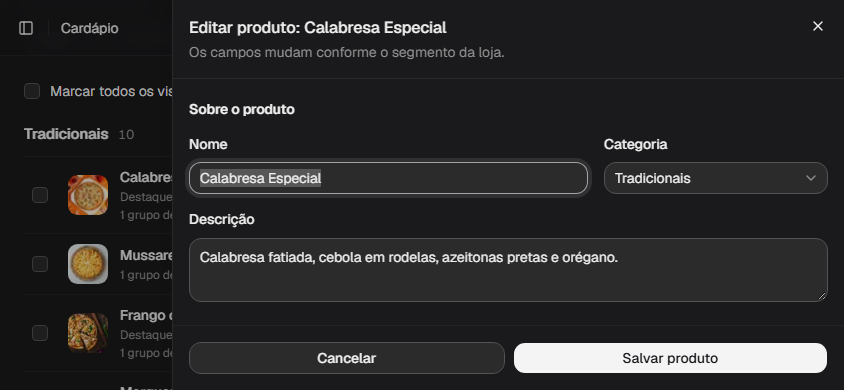 Cardápio
Marcar todos os vis
Tradicionais 10
Calabre
Destaque
1 grupo de
Mussare
1 grupo de
Frango
Destaque
1 grupo de
Editar produto: Calabresa Especial
Os campos mudam conforme o segmento da loja.
Sobre o produto
Nome
Calabresa Especial
Categoria
Tradicionais
Descrição
Calabresa fatiada, cebola em rodelas, azeitonas pretas e orégano.
Cancelar
Salvar produto